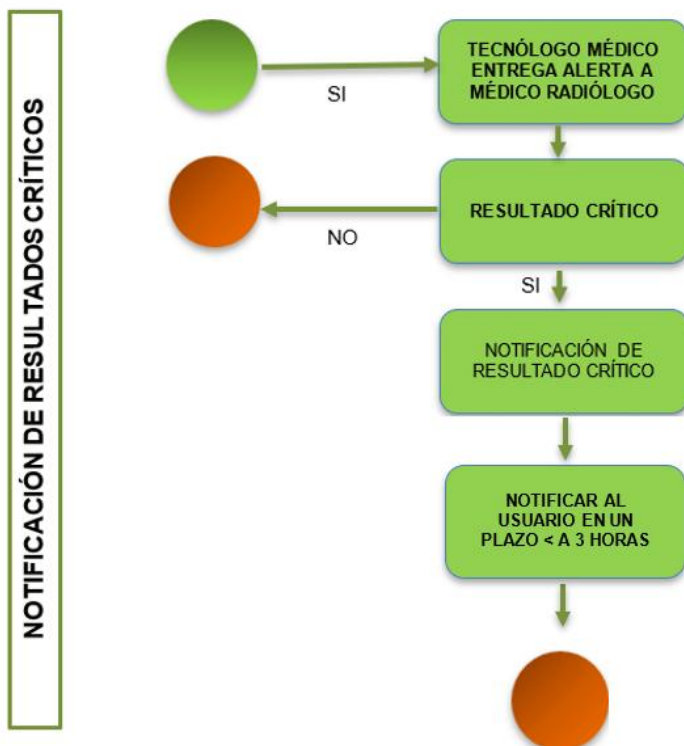 NOTIFICACIÓN DE RESULTADOS CRÍTICOS
TECNÓLOGO MÉDICO
ENTREGA ALERTA A
MÉDICO RADIÓLOGO
SI
RESULTADO CRÍTICO
NO
SI
NOTIFICACIÓN DE
RESULTADO CRÍTICO
NOTIFICAR AL
USUARIO EN UN
PLAZO < A 3 HORAS